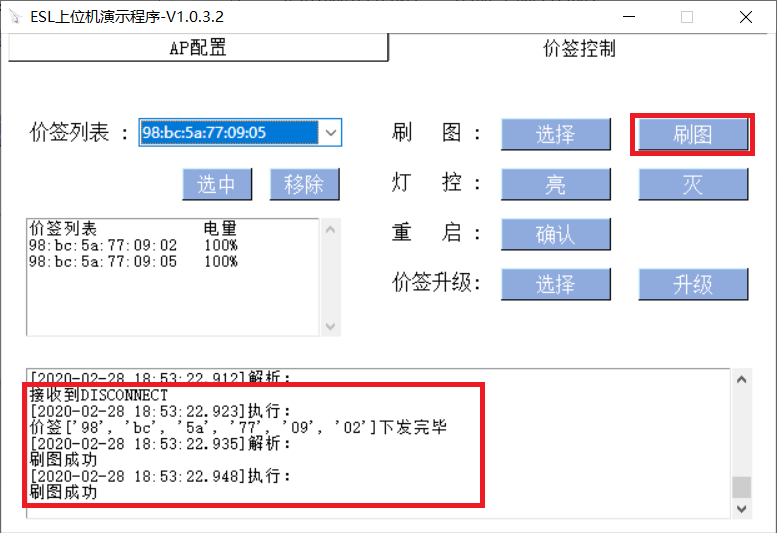 ESL上位机演示程序-V1.0.3.2
AP配置
价签控制
价签列表 : 98:bc:5a:77:09:05
选中 移除
价签列表 电量
98:bc:5a:77:09:02 100%
98:bc:5a:77:09:05 100%
刷 图 : 选择 刷图
灯 控 : 亮 灭
重 启 : 确认
价签升级: 选择 升级
[2020-02-28 18:53:22.912]解析:
接收到DISCONNECT
[2020-02-28 18:53:22.923]执行:
价签['98', 'bc', '5a', '77', '09', '02']下发完毕
[2020-02-28 18:53:22.935]解析:
刷图成功
[2020-02-28 18:53:22.948]执行:
刷图成功